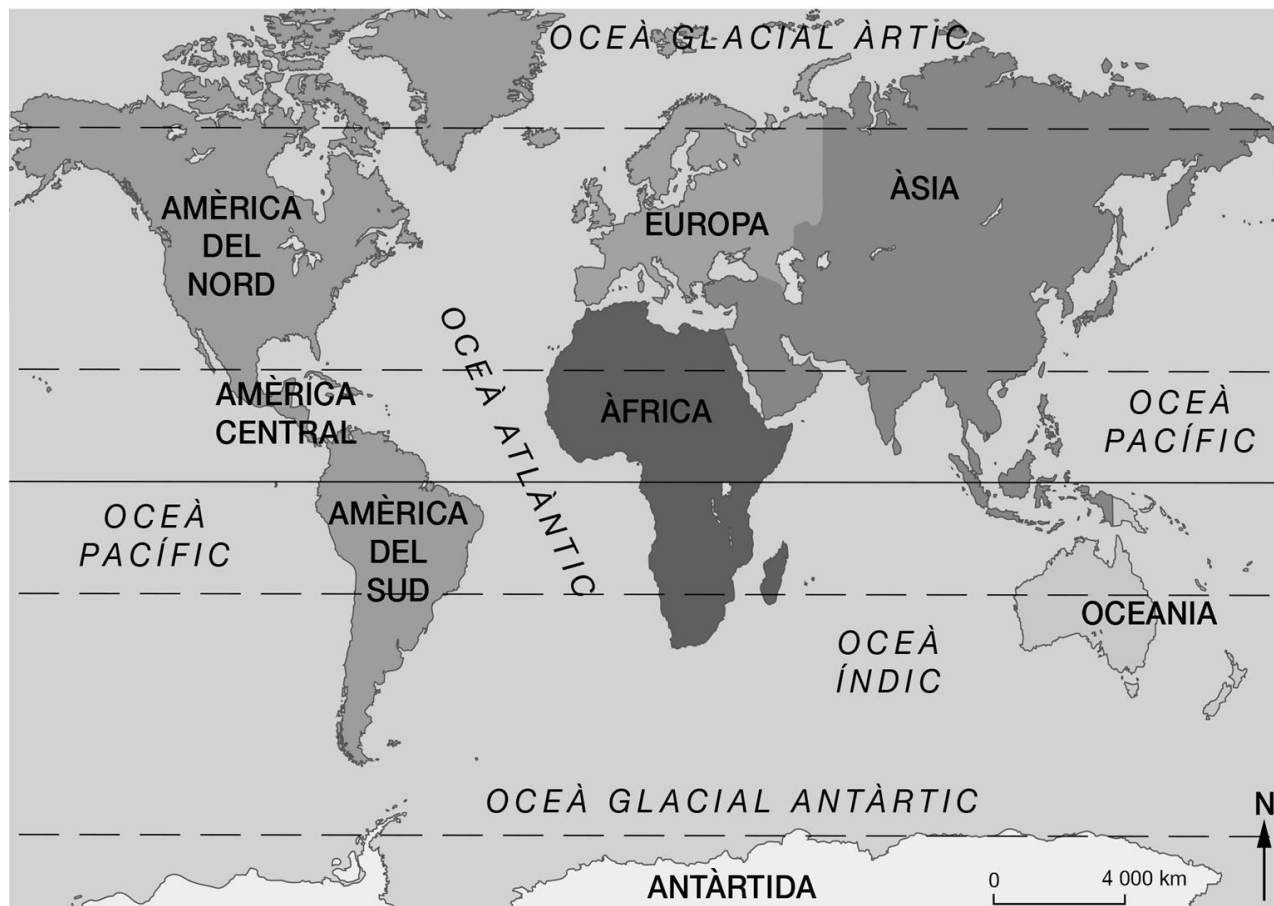 OCEÀ GLACIAL ÀRTIC
AMÈRICA
DEL
NORD
EUROPA
ÀSIA
OCEÀ ATLÀNTIC
AMÈRICA
CENTRAL
ÀFRICA
OCEÀ
PACÍFIC
OCEÀ
PACÍFIC
AMÈRICA
DEL
SUD
OCEANIA
OCEÀ
ÍNDIC
OCEÀ GLACIAL ANTÀRTIC
N
ANTÀRTIDA
0 4 000 km